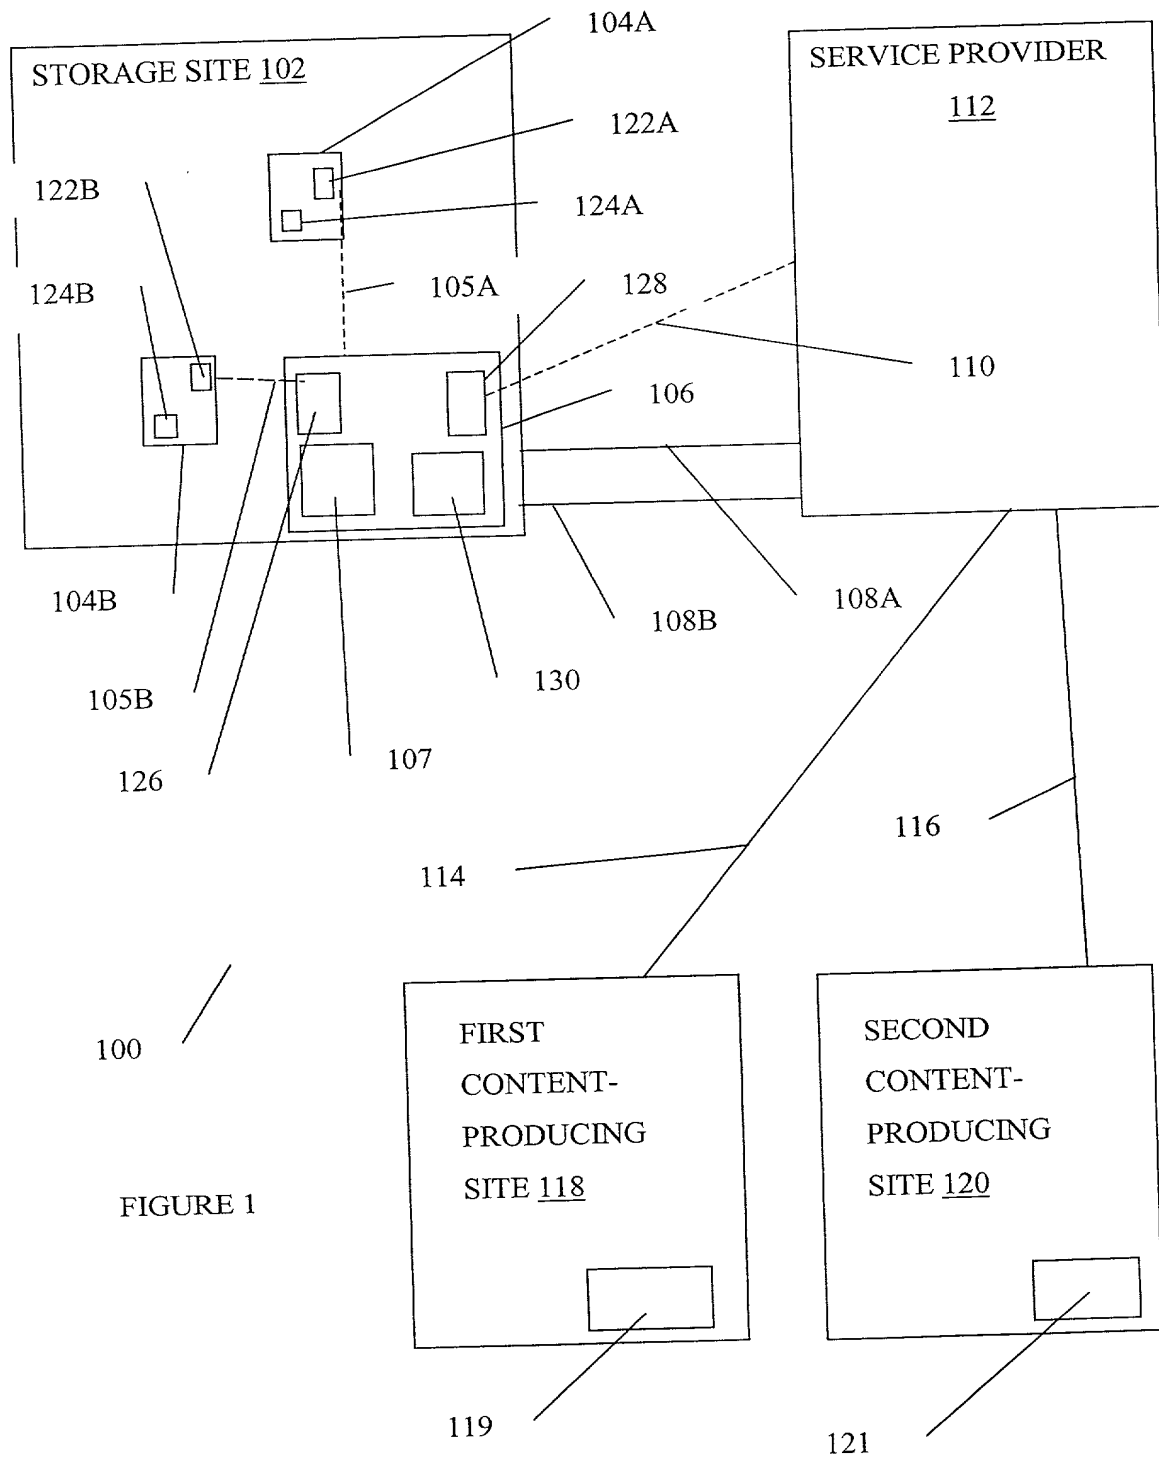 104A
STORAGE SITE 102
SERVICE PROVIDER
112
122A
122B
124A
124B
105A
128
110
106
104B
108A
108B
130
105B
107
126
116
114
100
FIRST
CONTENT-
PRODUCING
SITE 118
SECOND
CONTENT-
PRODUCING
SITE 120
FIGURE 1
119
121